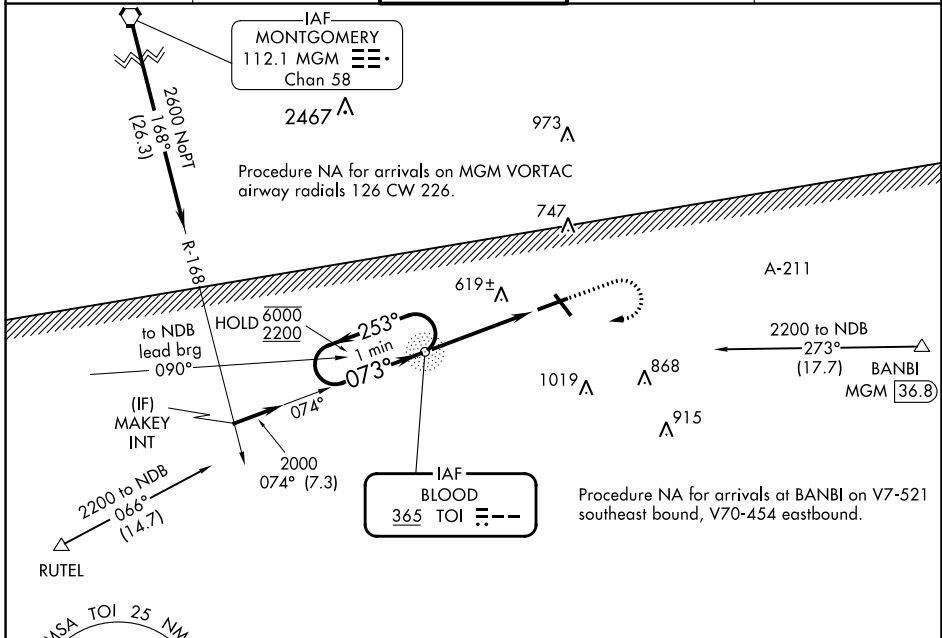 IAF
MONTGOMERY
112.1 MGM
Chan 58
2600 NoPT
168°
(26.3)
2467
973
Procedure NA for arrivals on MGM VORTAC
airway radials 126 CW 226.
747
R-168
A-211
619±
HOLD 6000
2200
253°
1 min
073°
to NDB
lead brg
090°
2200 to NDB
273°
(17.7)
BANBI
MGM 36.8
1019
868
(IF)
MAKEY
INT
074°
915
2000
074° (7.3)
2200 to NDB
066°
(14.7)
RUTEL
IAF
BLOOD
365 TOI
Procedure NA for arrivals at BANBI on V7-521
southeast bound, V70-454 eastbound.
MSA TOI 25 NM